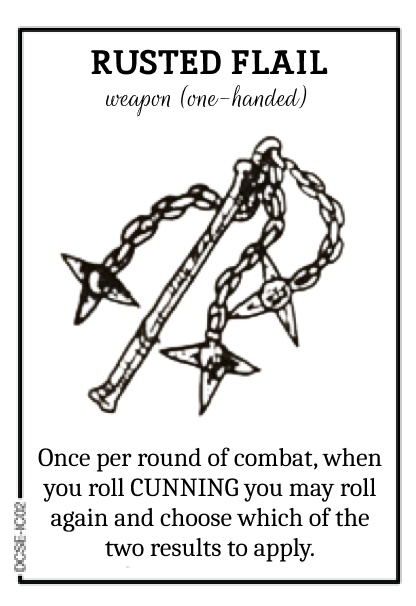 RUSTED FLAIL
weapon (one-handed)
Once per round of combat, when
you roll CUNNING you may roll
again and choose which of the
two results to apply.
DCSE-IC02